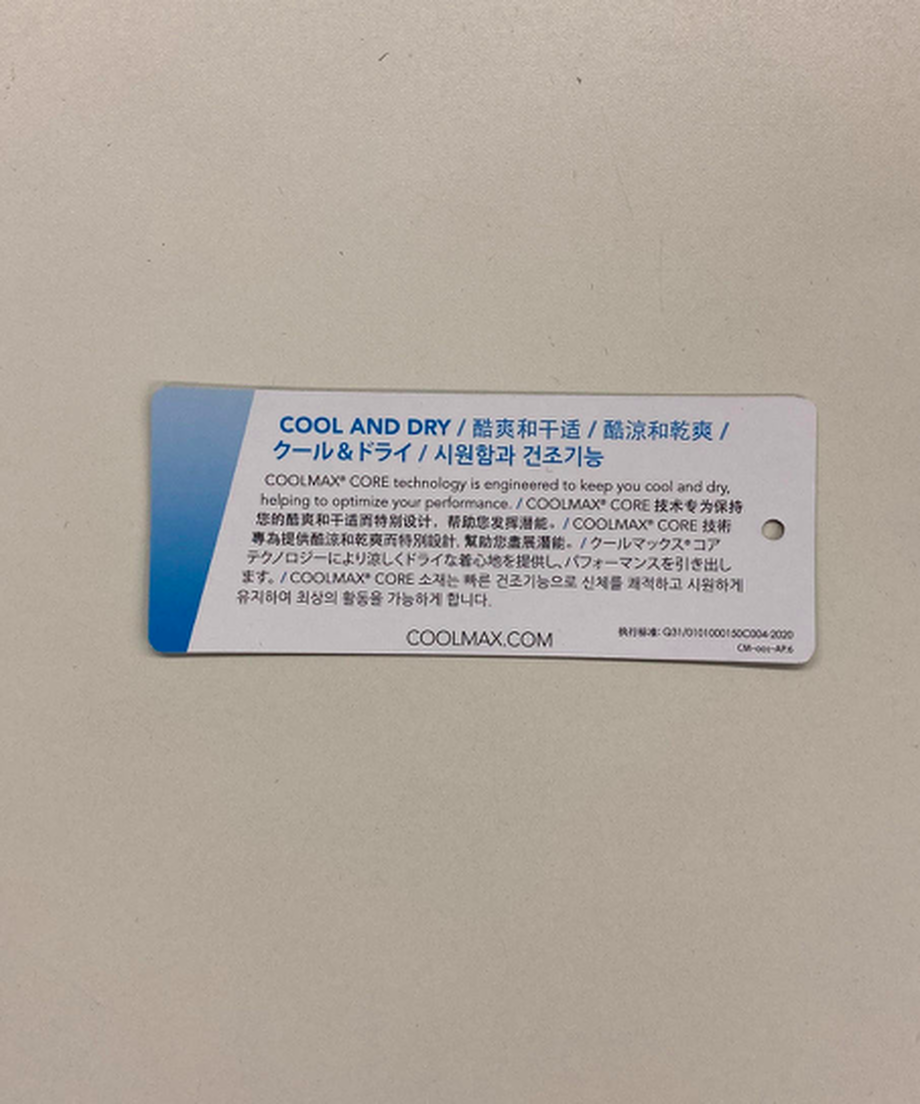 COOL AND DRY / 酷爽和干适 / 酷涼和乾爽 /
クール＆ドライ / 시원함과 건조기능
COOLMAX® CORE technology is engineered to keep you cool and dry,
helping to optimize your performance. / COOLMAX® CORE 技术专为保持
您的酷爽和干适而特别设计，帮助您发挥潜能。/ COOLMAX® CORE 技術
專為提供酷涼和乾爽而特別設計, 幫助您盡展潛能。/ クールマックス® コア
テクノロジーにより涼しくドライな着心地を提供し、パフォーマンスを引き出し
ます。/ COOLMAX® CORE 소재는 빠른 건조기능으로 신체를 쾌적하고 시원하게
유지하여 최상의 활동을 가능하게 합니다.
COOLMAX.COM
执行标准: Q31/0101000150C004-2020
CM-001-AP.6